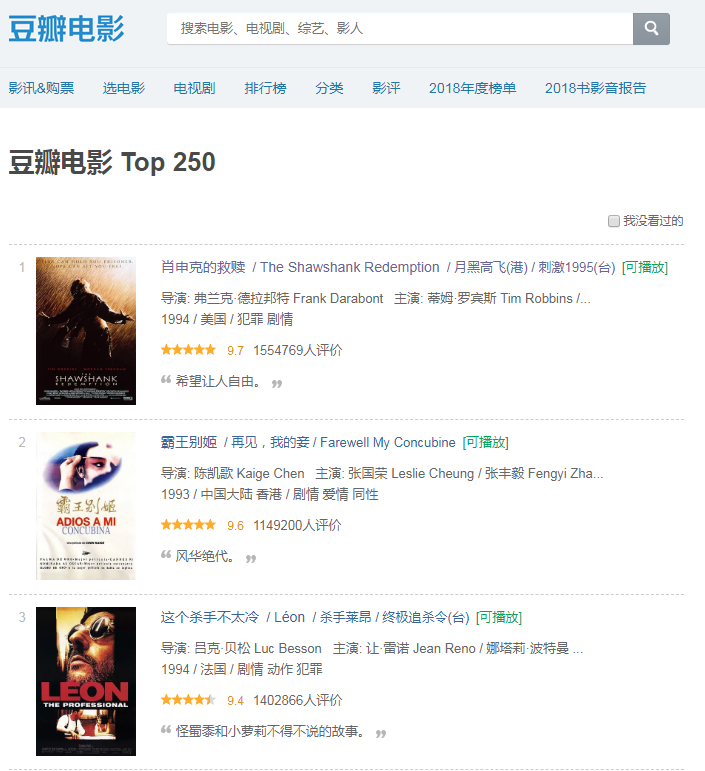 豆瓣电影
搜索电影、电视剧、综艺、影人
影讯&购票 选电影 电视剧 排行榜 分类 影评 2018年度榜单 2018书影音报告
豆瓣电影 Top 250
我没看过的
1
肖申克的救赎 / The Shawshank Redemption / 月黑高飞(港) / 刺激1995(台) [可播放]
导演: 弗兰克·德拉邦特 Frank Darabont 主演: 蒂姆·罗宾斯 Tim Robbins /...
1994 / 美国 / 犯罪 剧情
9.7 1554769人评价
“ 希望让人自由。 ”
THE
SHAWSHANK
REDEMPTION
2
霸王别姬 / 再见，我的妾 / Farewell My Concubine [可播放]
导演: 陈凯歌 Kaige Chen 主演: 张国荣 Leslie Cheung / 张丰毅 Fengyi Zha...
1993 / 中国大陆 香港 / 剧情 爱情 同性
9.6 1149200人评价
“ 风华绝代。 ”
霸王别姬
ADIOS A MI
CONCUBINA
3
这个杀手不太冷 / Léon / 杀手莱昂 / 终极追杀令(台) [可播放]
导演: 吕克·贝松 Luc Besson 主演: 让·雷诺 Jean Reno / 娜塔莉·波特曼 ...
1994 / 法国 / 剧情 动作 犯罪
9.4 1402866人评价
“ 怪蜀黍和小萝莉不得不说的故事。 ”
LEON
THE PROFESSIONAL